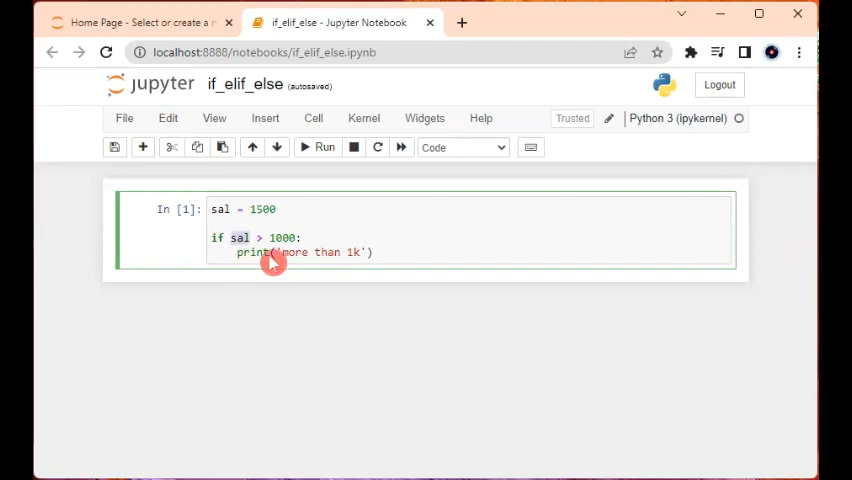 Home Page - Select or create a n
if_elif_else - Jupyter Notebook
localhost:8888/notebooks/if_elif_else.ipynb
jupyter if_elif_else (autosaved)
Logout
File Edit View Insert Cell Kernel Widgets Help Trusted Python 3 (ipykernel)
Run Code
In [1]: sal = 1500
if sal > 1000:
print('more than 1k')